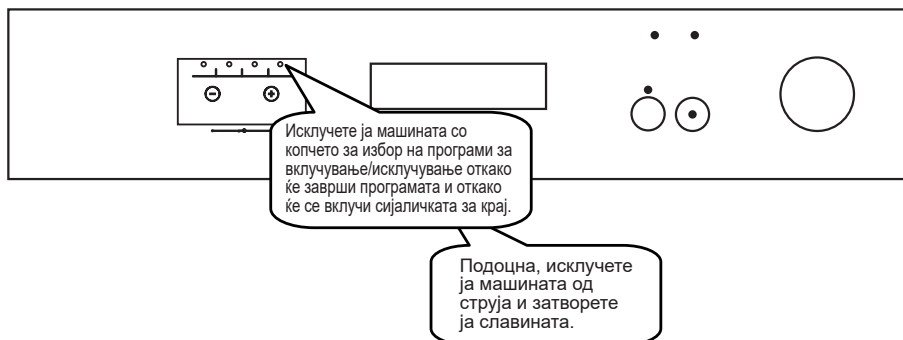 Исклучете ја машината со
копчето за избор на програми за
вклучување/исклучување откако
ќе заврши програмата и откако
ќе се вклучи сијаличката за крај.
Подоцна, исклучете
ја машината од
струја и затворете
ја славината.